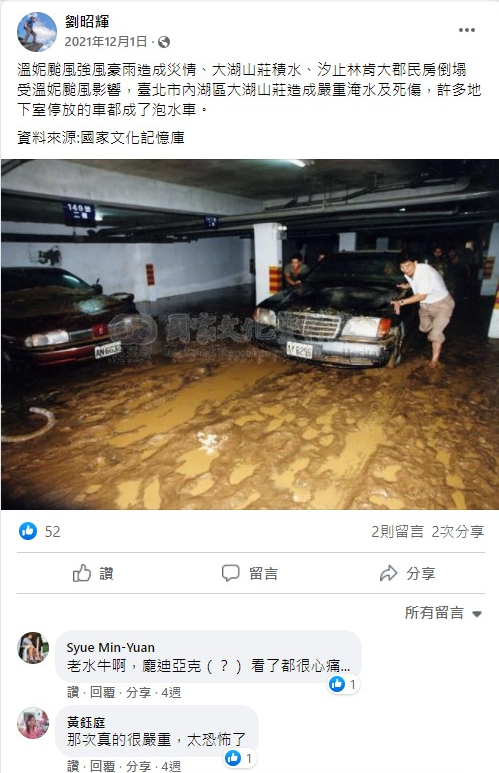 劉昭輝
2021年12月1日
溫妮颱風強風豪雨造成災情、大湖山莊積水、汐止林肯大郡民房倒塌
受溫妮颱風影響，臺北市內湖區大湖山莊造成嚴重淹水及死傷，許多地
下室停放的車都成了泡水車。
資料來源:國家文化記憶庫
國家文化記憶庫
52
2則留言 2次分享
讚 留言 分享
所有留言
Syue Min-Yuan
老水牛啊，龐迪亞克（？）看了都很心痛...
1
讚 · 回覆 · 分享 · 4週
黃鈺庭
那次真的很嚴重，太恐怖了
1
讚 · 回覆 · 分享 · 4週